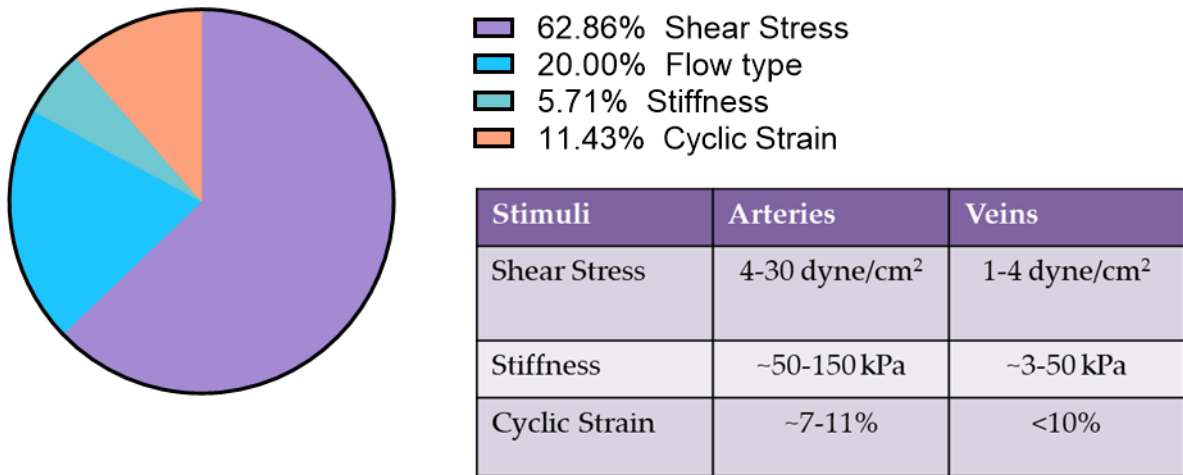 62.86% Shear Stress
20.00% Flow type
5.71% Stiffness
11.43% Cyclic Strain
Stimuli Arteries Veins
Shear Stress 4-30 dyne/cm² 1-4 dyne/cm²
Stiffness ~50-150 kPa ~3-50 kPa
Cyclic Strain ~7-11% <10%